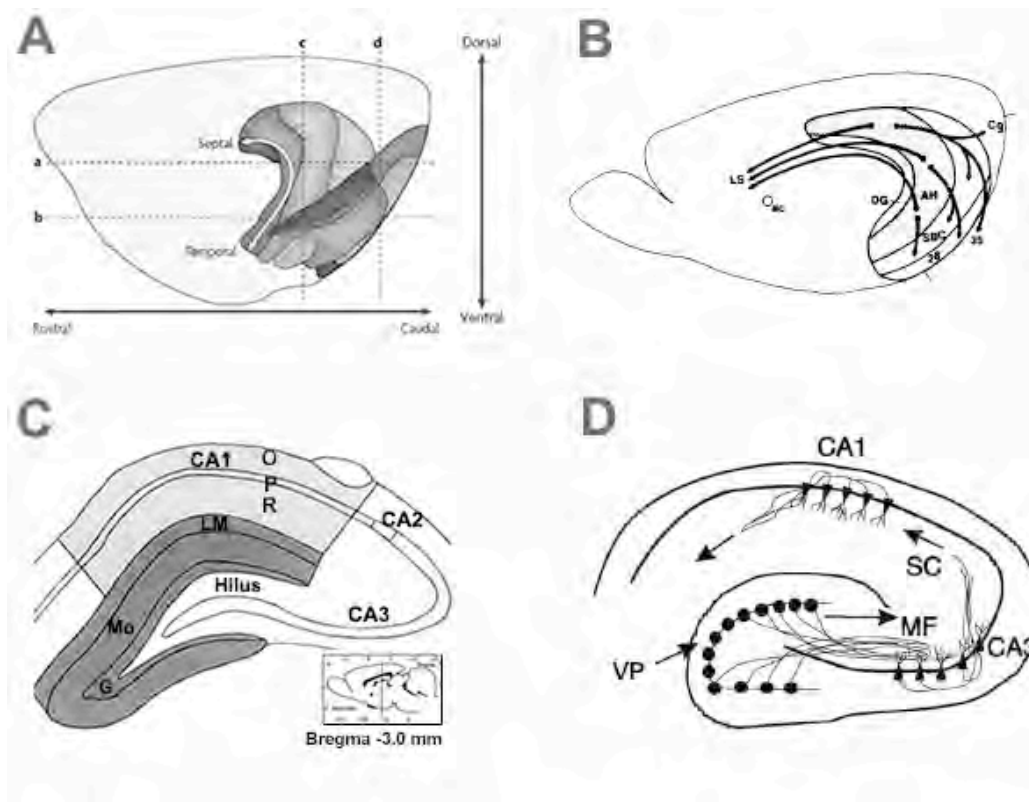 A
c
d
Dorsal
Septal
a
b
Temporal
Rostral
Caudal
Ventral
B
Cg
LS
ac
DG
AH
SBC
28
35
C
CA1
O
P
R
CA2
LM
Hilus
CA3
Mo
G
Bregma -3.0 mm
D
CA1
SC
MF
CA3
VP